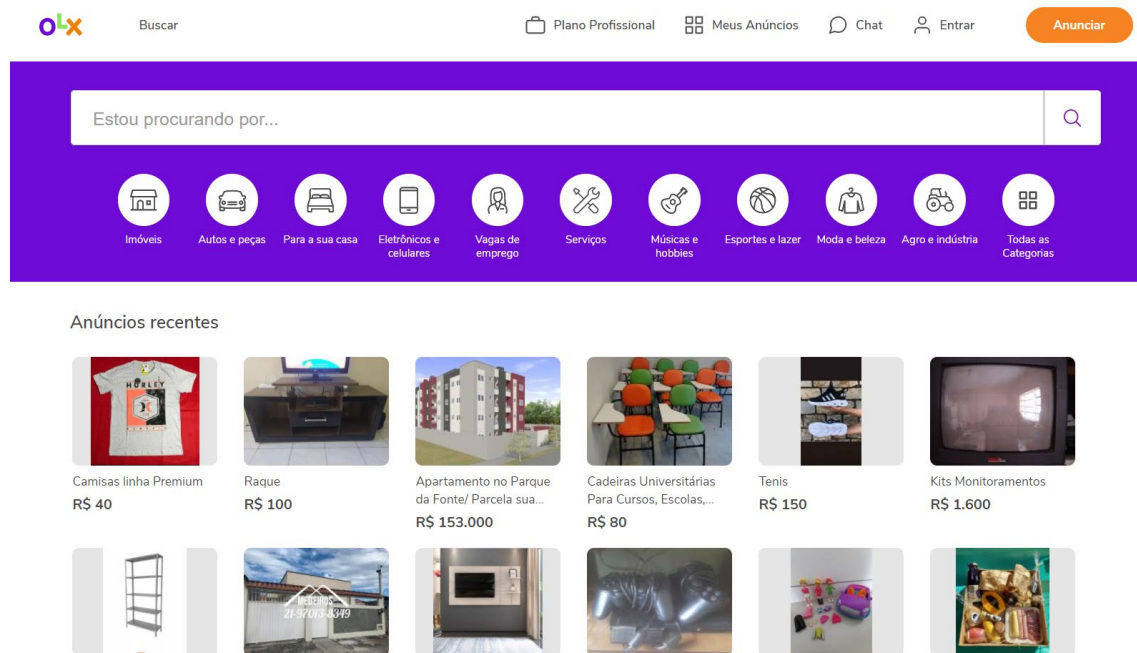 olx
Buscar
Plano Profissional
Meus Anúncios
Chat
Entrar
Anunciar
Estou procurando por...
Imóveis
Autos e peças
Para a sua casa
Eletrônicos e
celulares
Vagas de
emprego
Serviços
Músicas e
hobbies
Esportes e lazer
Moda e beleza
Agro e indústria
Todas as
Categorias
Anúncios recentes
HURLEY
Camisas linha Premium
R$ 40
Raque
R$ 100
Apartamento no Parque
da Fonte/ Parcela sua...
R$ 153.000
Cadeiras Universitárias
Para Cursos, Escolas,...
R$ 80
Tenis
R$ 150
Kits Monitoramentos
R$ 1.600
MEDEIROS
21-97013-8349